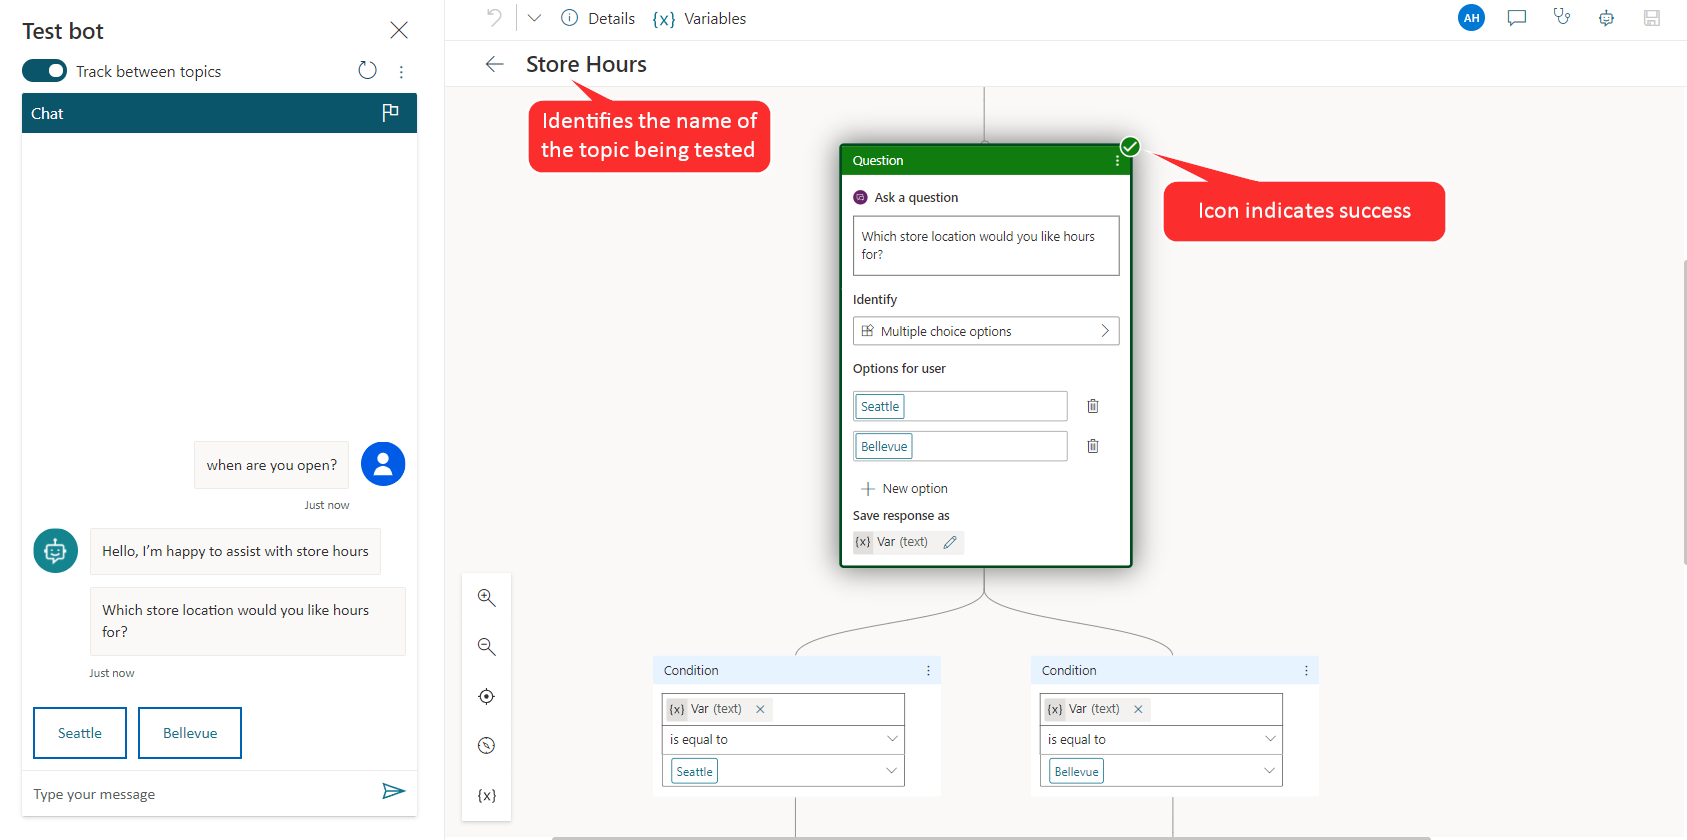 Test bot
Track between topics
Chat
when are you open?
Just now
Hello, I'm happy to assist with store hours
Which store location would you like hours
for?
Just now
Seattle
Bellevue
Type your message
Details
{x} Variables
AH
Store Hours
Identifies the name of
the topic being tested
Question
Icon indicates success
Ask a question
Which store location would you like hours
for?
Identify
Multiple choice options
Options for user
Seattle
Bellevue
New option
Save response as
{x} Var (text)
{x}
Condition
{x} Var (text)
is equal to
Seattle
Condition
{x} Var (text)
is equal to
Bellevue